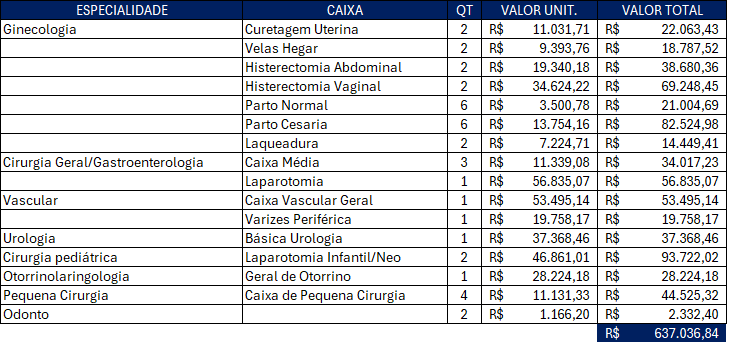 ESPECIALIDADE CAIXA QT VALOR UNIT. VALOR TOTAL
Ginecologia Curetagem Uterina 2 R$ 11.031,71 R$ 22.063,43
Velas Hegar 2 R$ 9.393,76 R$ 18.787,52
Histerectomia Abdominal 2 R$ 19.340,18 R$ 38.680,36
Histerectomia Vaginal 2 R$ 34.624,22 R$ 69.248,45
Parto Normal 6 R$ 3.500,78 R$ 21.004,69
Parto Cesaria 6 R$ 13.754,16 R$ 82.524,98
Laqueadura 2 R$ 7.224,71 R$ 14.449,41
Cirurgia Geral/Gastroenterologia Caixa Média 3 R$ 11.339,08 R$ 34.017,23
Laparotomia 1 R$ 56.835,07 R$ 56.835,07
Vascular Caixa Vascular Geral 1 R$ 53.495,14 R$ 53.495,14
Varizes Periférica 1 R$ 19.758,17 R$ 19.758,17
Urologia Básica Urologia 1 R$ 37.368,46 R$ 37.368,46
Cirurgia pediátrica Laparotomia Infantil/Neo 2 R$ 46.861,01 R$ 93.722,02
Otorrinolaringologia Geral de Otorrino 1 R$ 28.224,18 R$ 28.224,18
Pequena Cirurgia Caixa de Pequena Cirurgia 4 R$ 11.131,33 R$ 44.525,32
Odonto 2 R$ 1.166,20 R$ 2.332,40
R$ 637.036,84